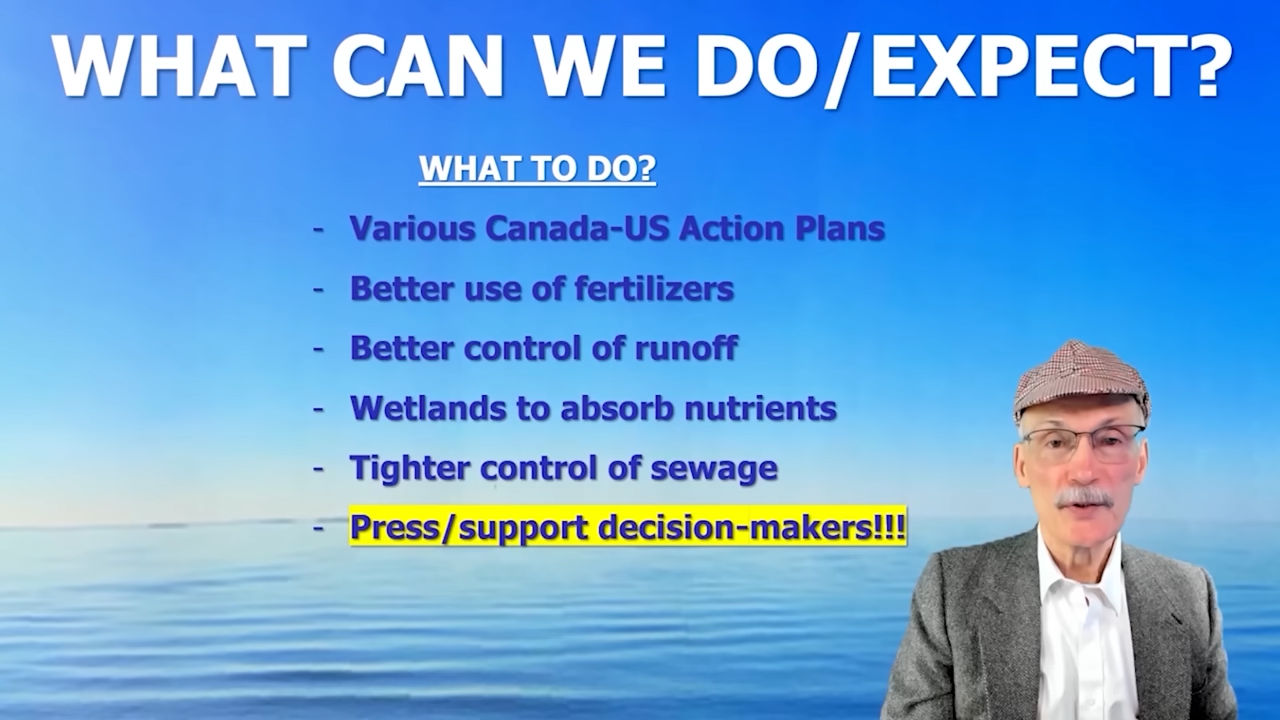 WHAT CAN WE DO/EXPECT?
WHAT TO DO?
- Various Canada-US Action Plans
- Better use of fertilizers
- Better control of runoff
- Wetlands to absorb nutrients
- Tighter control of sewage
- Press/support decision-makers!!!